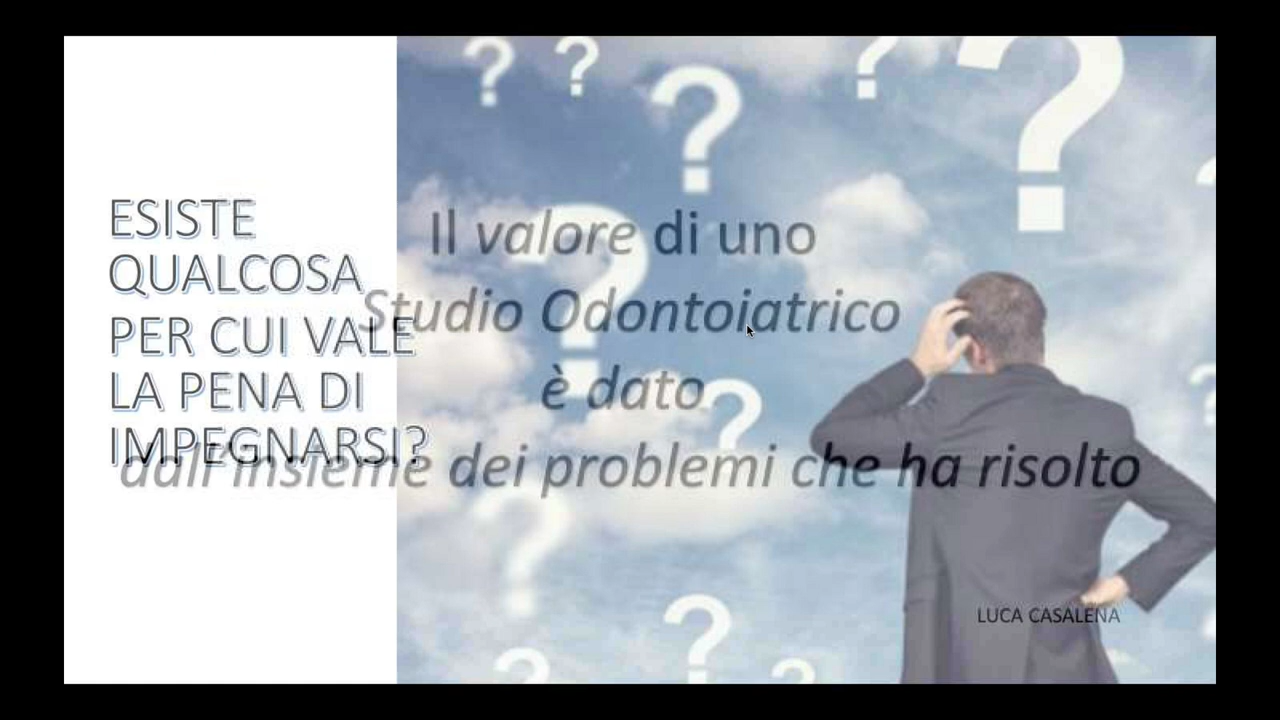 ESISTE
QUALCOSA
PER CUI VALE
LA PENA DI
IMPEGNARSI?
Il valore di uno
Studio Odontoiatrico
è dato
dall'insieme dei problemi che ha risolto
LUCA CASALENA